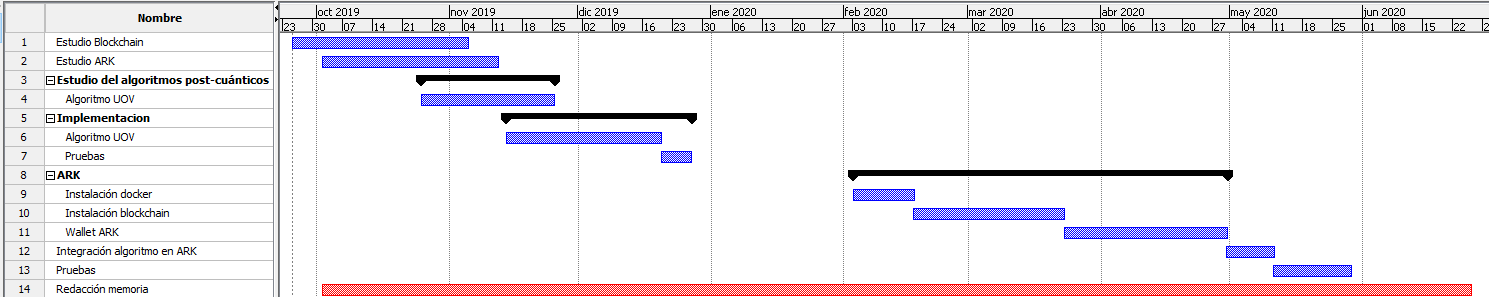 Nombre
oct 2019 nov 2019 dic 2019 ene 2020 feb 2020 mar 2020 abr 2020 may 2020 jun 2020
23 30 07 14 21 28 04 11 18 25 02 09 16 23 30 06 13 20 27 03 10 17 24 02 09 16 23 30 06 13 20 27 04 11 18 25 01 08 15 22 2
1 Estudio Blockchain
2 Estudio ARK
3 Estudio del algoritmos post-cuánticos
4 Algoritmo UOV
5 Implementacion
6 Algoritmo UOV
7 Pruebas
8 ARK
9 Instalación docker
10 Instalación blockchain
11 Wallet ARK
12 Integración algoritmo en ARK
13 Pruebas
14 Redacción memoria